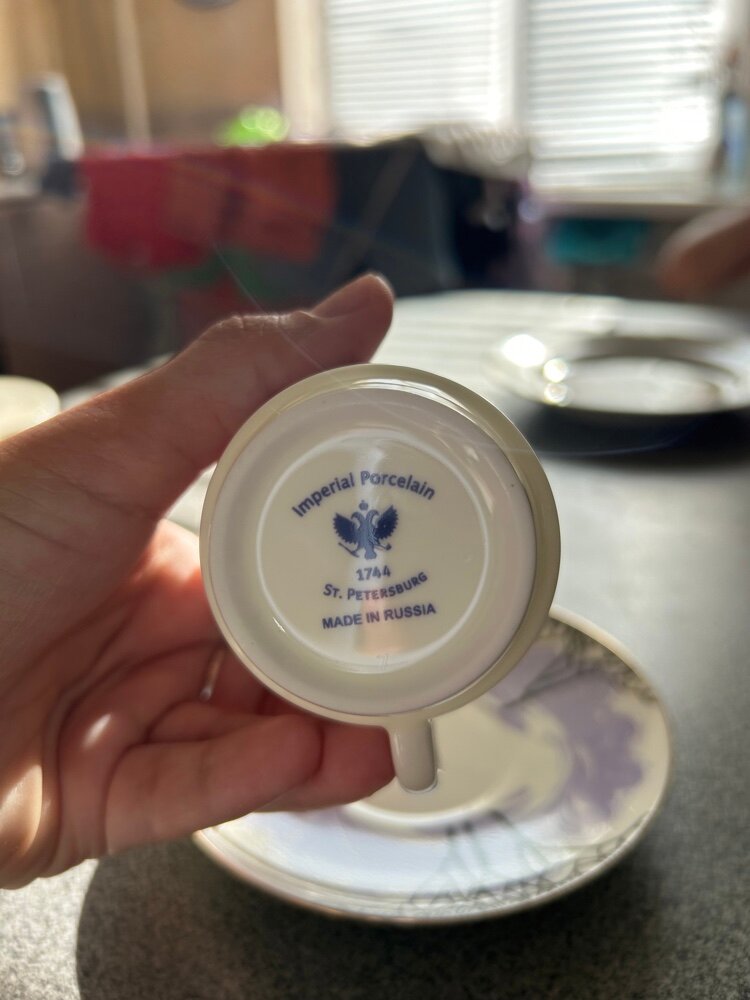 Imperial Porcelain
1744
ST. PETERSBURG
MADE IN RUSSIA